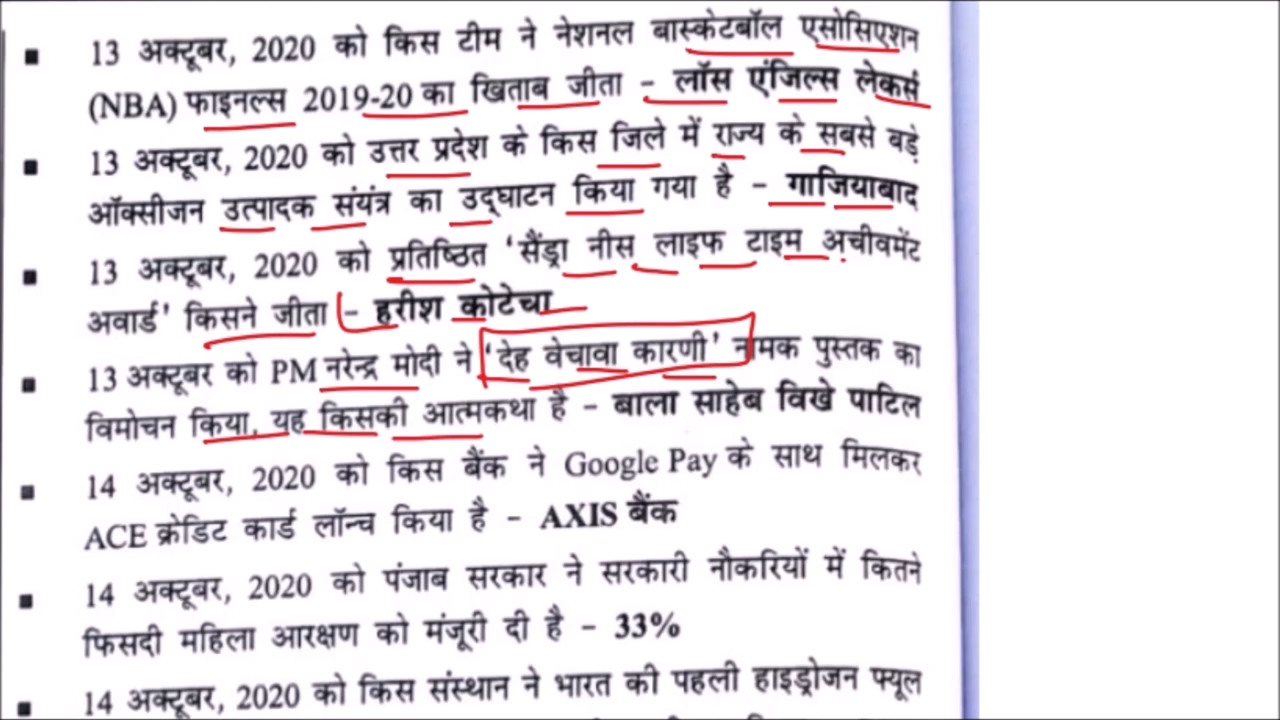 13 अक्टूबर, 2020 को किस टीम ने नेशनल बास्केटबॉल एसोसिएशन
(NBA) फाइनल्स 2019-20 का खिताब जीता - लॉस एंजिल्स लेकर्स
13 अक्टूबर, 2020 को उत्तर प्रदेश के किस जिले में राज्य के सबसे बड़े
ऑक्सीजन उत्पादक संयंत्र का उद्घाटन किया गया है - गाजियाबाद
13 अक्टूबर, 2020 को प्रतिष्ठित 'सैंड्रा नीस लाइफ टाइम अचीवमेंट
अवार्ड' किसने जीता - हरीश कोटेचा
13 अक्टूबर को PM नरेन्द्र मोदी ने 'देह वेचावा कारणी' नामक पुस्तक का
विमोचन किया, यह किसकी आत्मकथा है - बाला साहेब विखे पाटिल
14 अक्टूबर, 2020 को किस बैंक ने Google Pay के साथ मिलकर
ACE क्रेडिट कार्ड लॉन्च किया है - AXIS बैंक
14 अक्टूबर, 2020 को पंजाब सरकार ने सरकारी नौकरियों में कितने
फिसदी महिला आरक्षण को मंजूरी दी है - 33%
14 अक्टूबर, 2020 को किस संस्थान ने भारत की पहली हाइड्रोजन फ्यूल